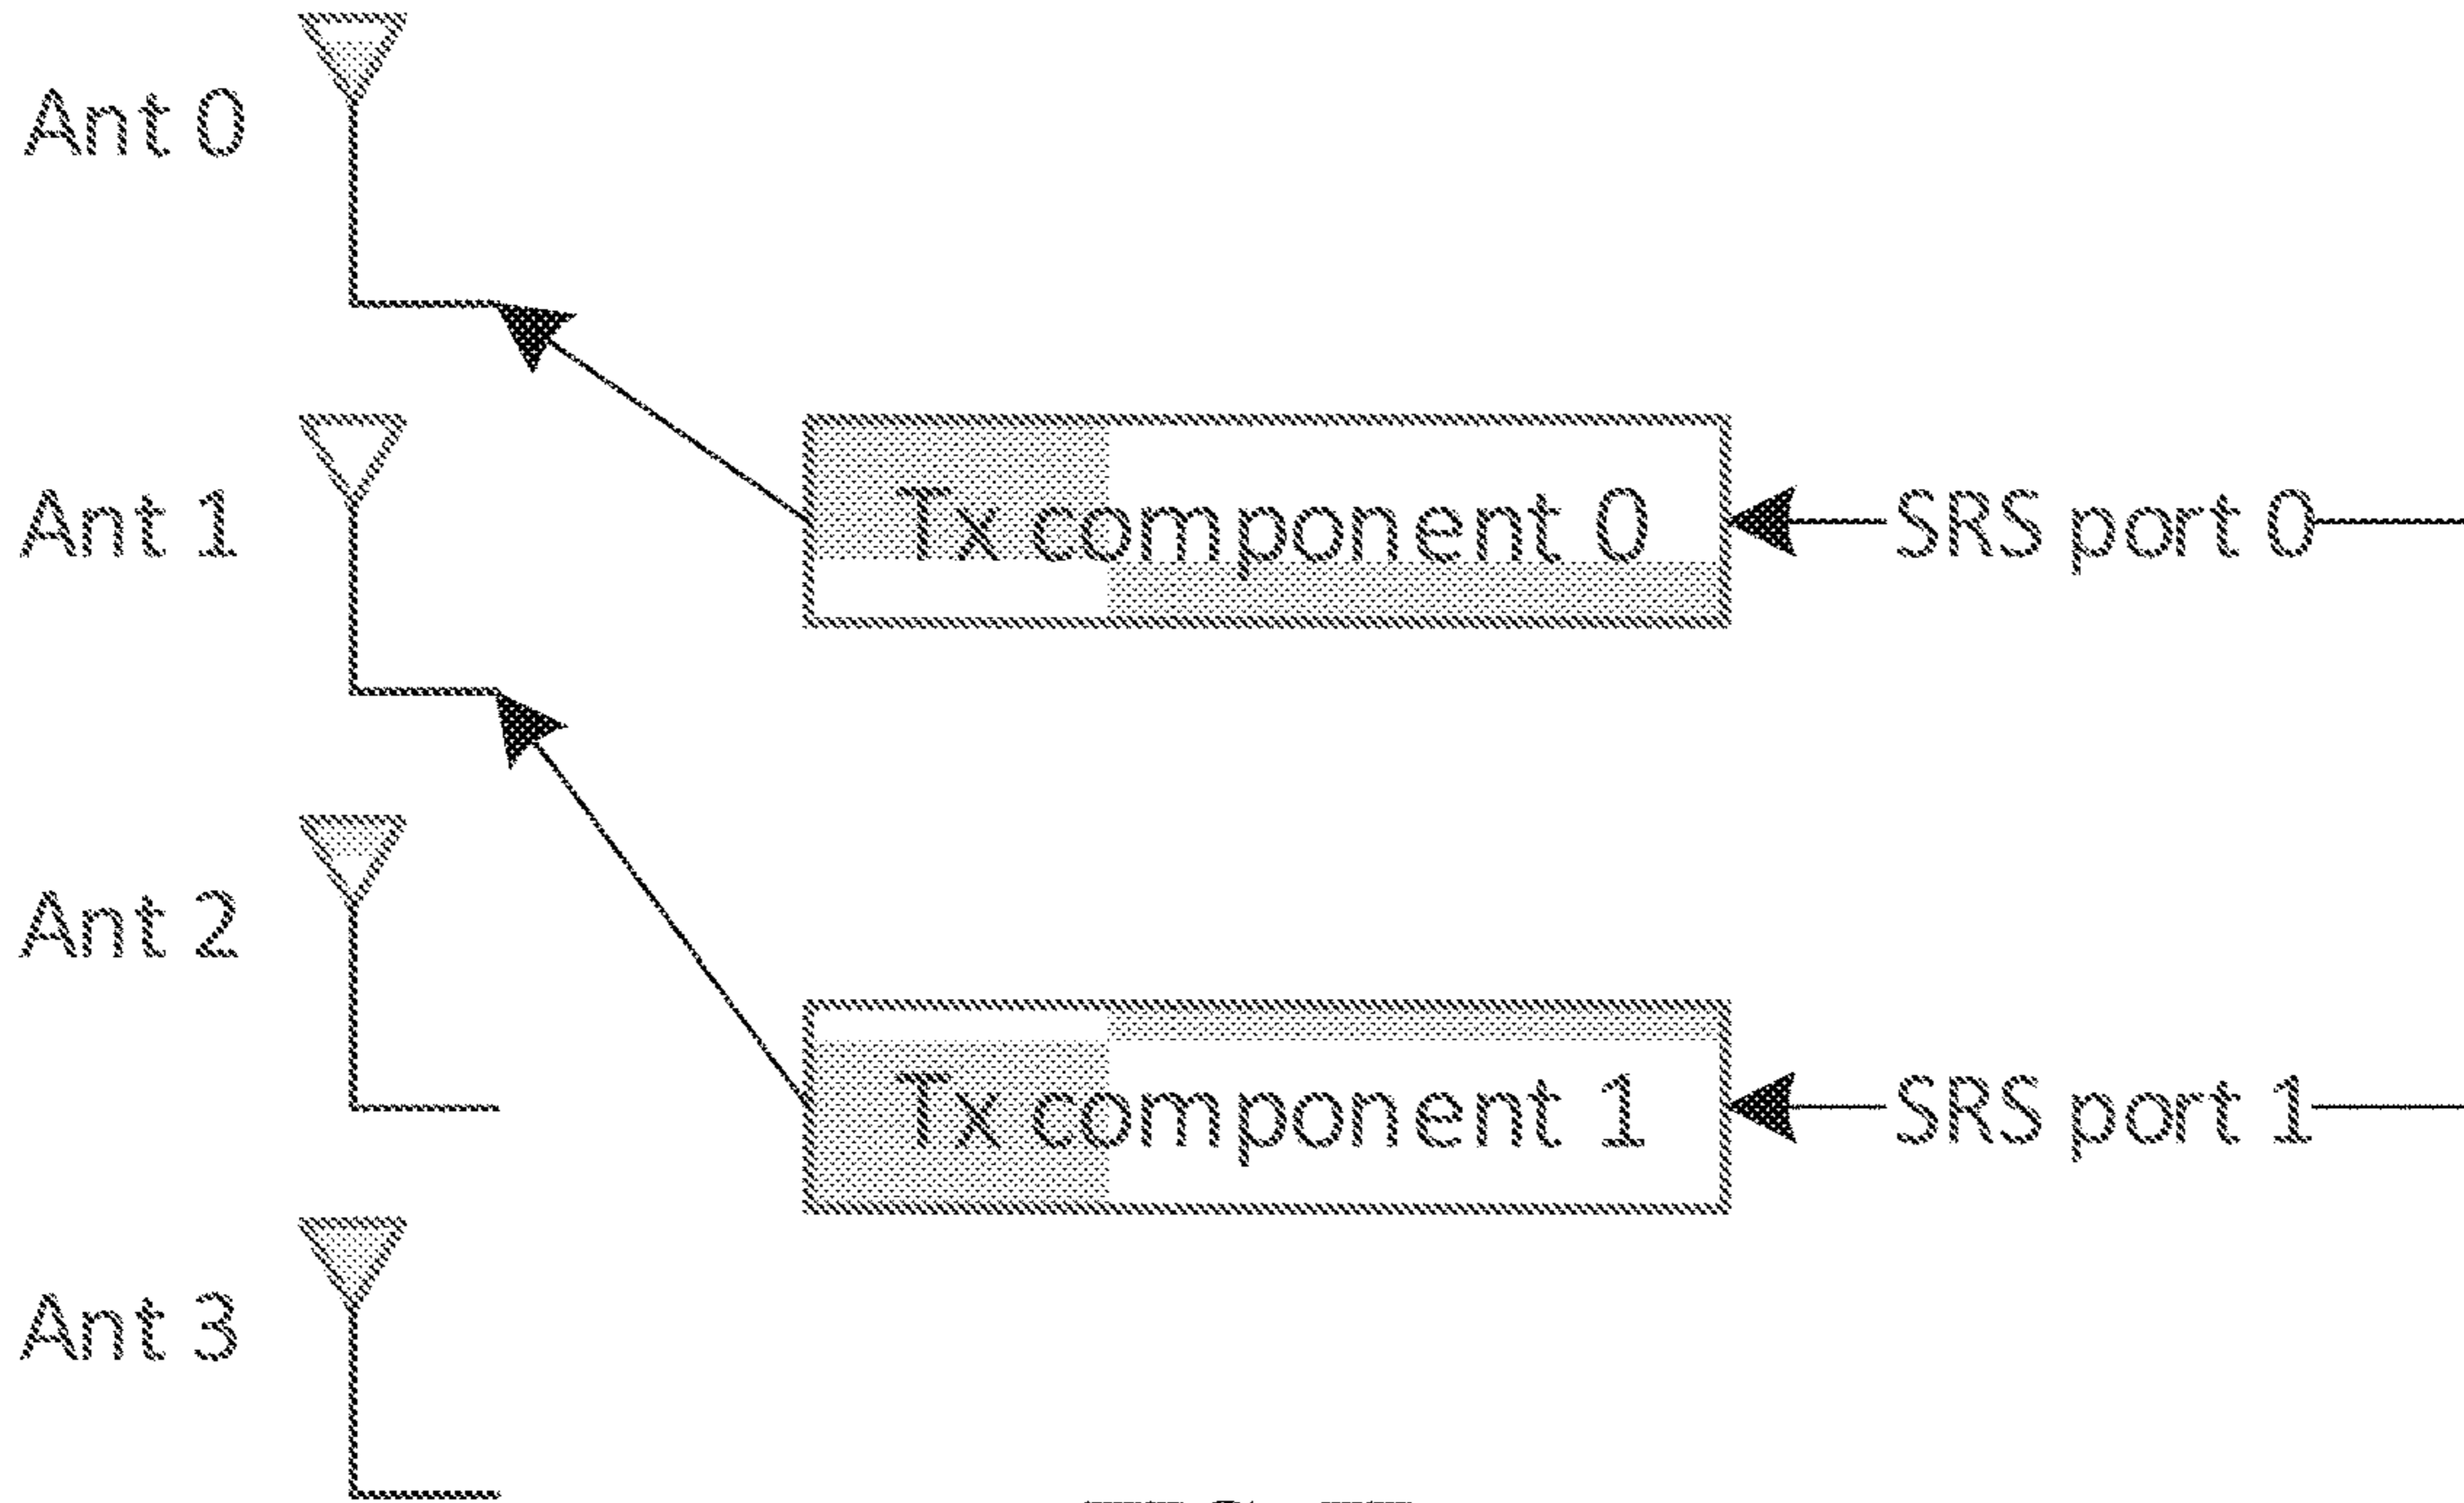 Ant 0
Ant 1
Tx component 0
SRS port 0
Ant 2
Tx component 1
SRS port 1
Ant 3